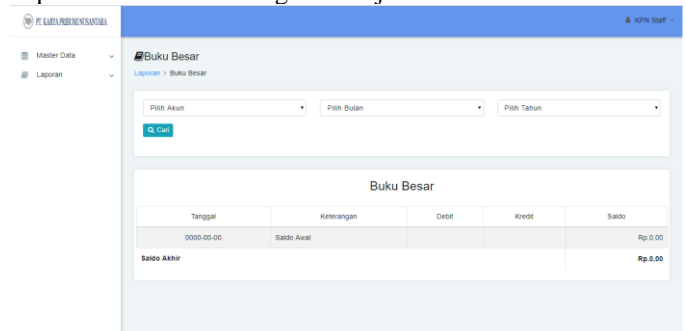 PT. KARYA PRIBUMI NUSANTARA
KPN Staff
Master Data
Laporan
Buku Besar
Laporan > Buku Besar
Pilih Akun
Pilih Bulan
Pilih Tahun
Cari
Buku Besar
Tanggal Keterangan Debit Kredit Saldo
0000-00-00 Saldo Awal Rp.0,00
Saldo Akhir Rp.0,00